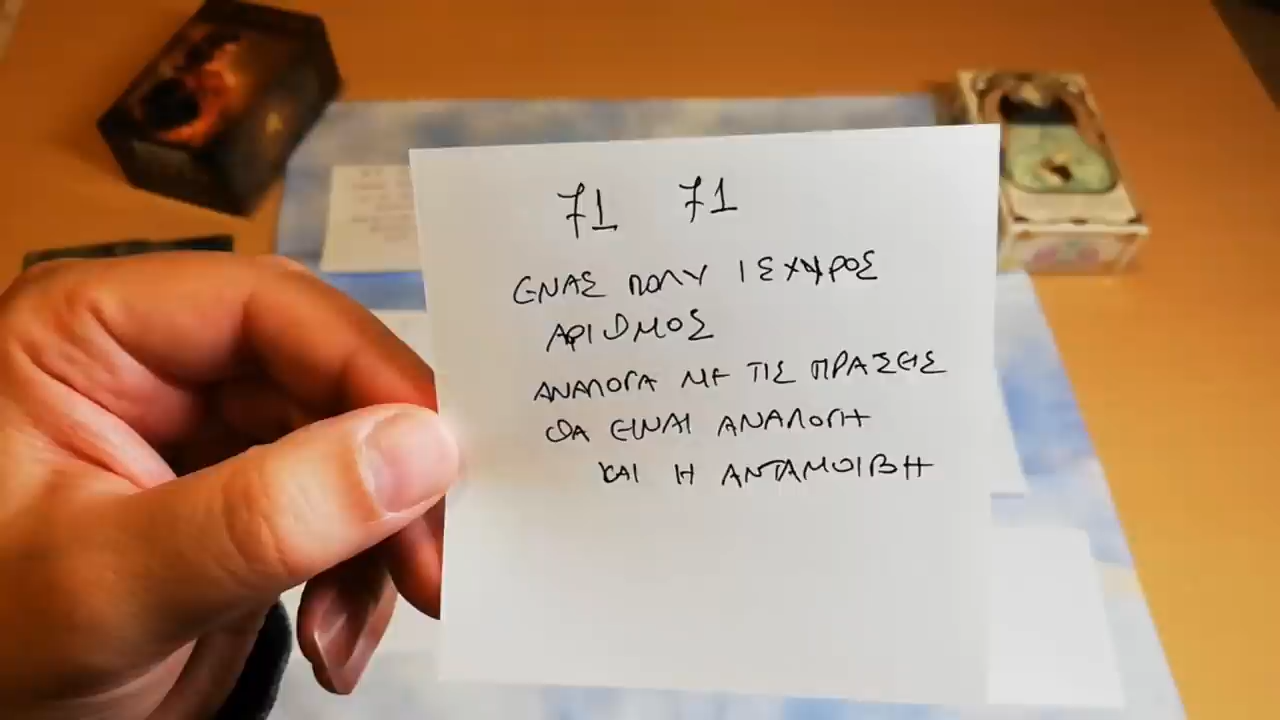 71 71
ΕΝΑΣ ΠΟΛΥ ΙΣΧΥΡΟΣ
ΑΡΙΘΜΟΣ
ΑΝΑΛΟΓΑ ΜΕ ΤΙΣ ΠΡΑΞΕΙΣ
ΘΑ ΕΙΝΑΙ ΑΝΑΛΟΓΗ
ΚΑΙ Η ΑΝΤΑΜΟΙΒΗ